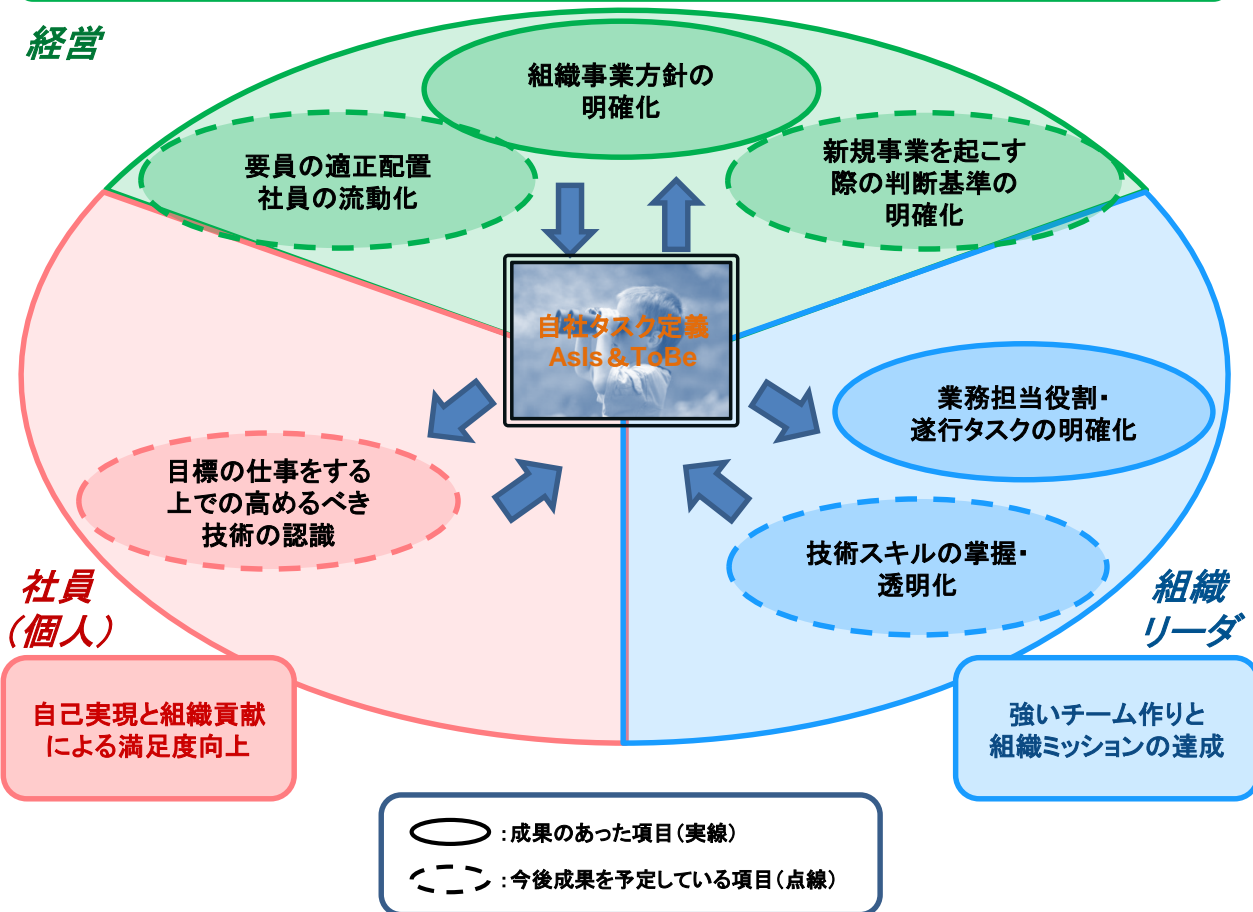 経営
組織事業方針の
明確化
要員の適正配置
社員の流動化
新規事業を起こす
際の判断基準の
明確化
自社タスク定義
AsIs&ToBe
業務担当役割・
遂行タスクの明確化
目標の仕事をする
上での高めるべき
技術の認識
技術スキルの掌握・
透明化
社員
(個人)
組織
リーダ
自己実現と組織貢献
による満足度向上
強いチーム作りと
組織ミッションの達成
:成果のあった項目(実線)
:今後成果を予定している項目(点線)